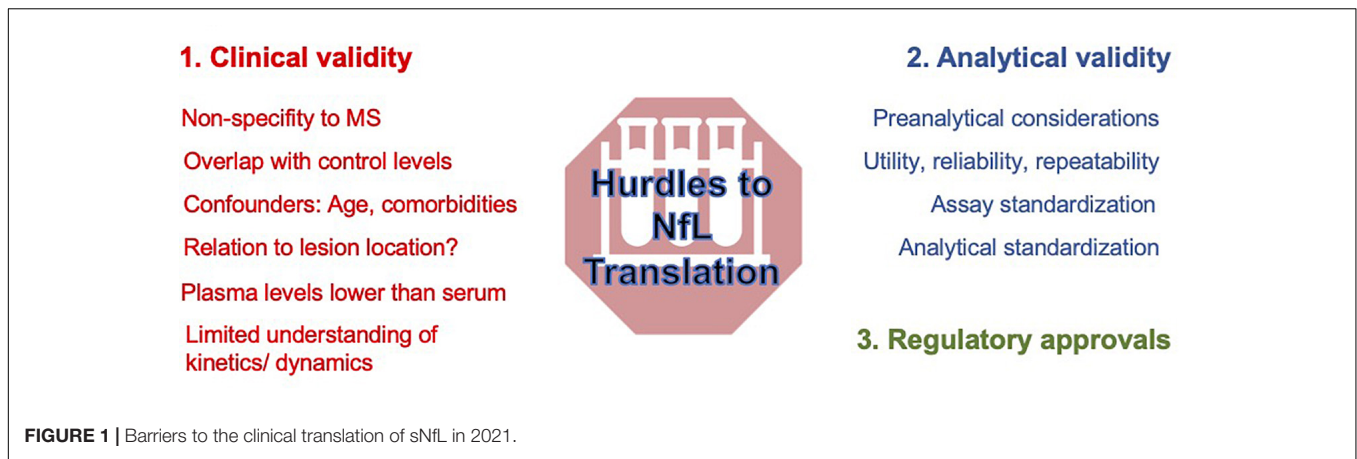 1. Clinical validity
Non-specifity to MS
Overlap with control levels
Confounders: Age, comorbidities
Relation to lesion location?
Plasma levels lower than serum
Limited understanding of
kinetics/ dynamics
Hurdles to
NfL
Translation
2. Analytical validity
Preanalytical considerations
Utility, reliability, repeatability
Assay standardization
Analytical standardization
3. Regulatory approvals
FIGURE 1 | Barriers to the clinical translation of sNfL in 2021.